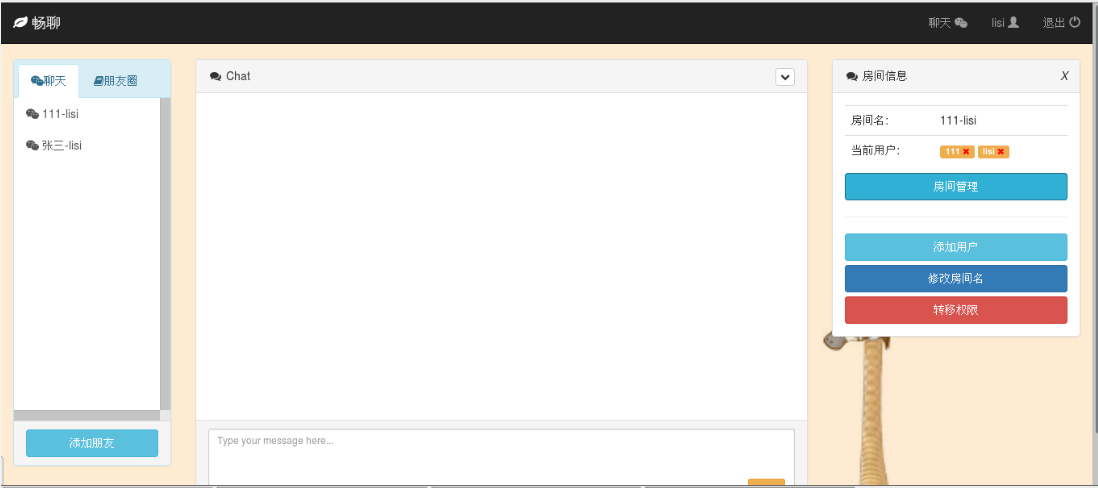 畅聊 聊天 lisi 退出
聊天 朋友圈
111-lisi
张三-lisi
添加朋友
Chat
Type your message here...
房间信息 X
房间名: 111-lisi
当前用户: 111 lisi
房间管理
添加用户
修改房间名
转移权限